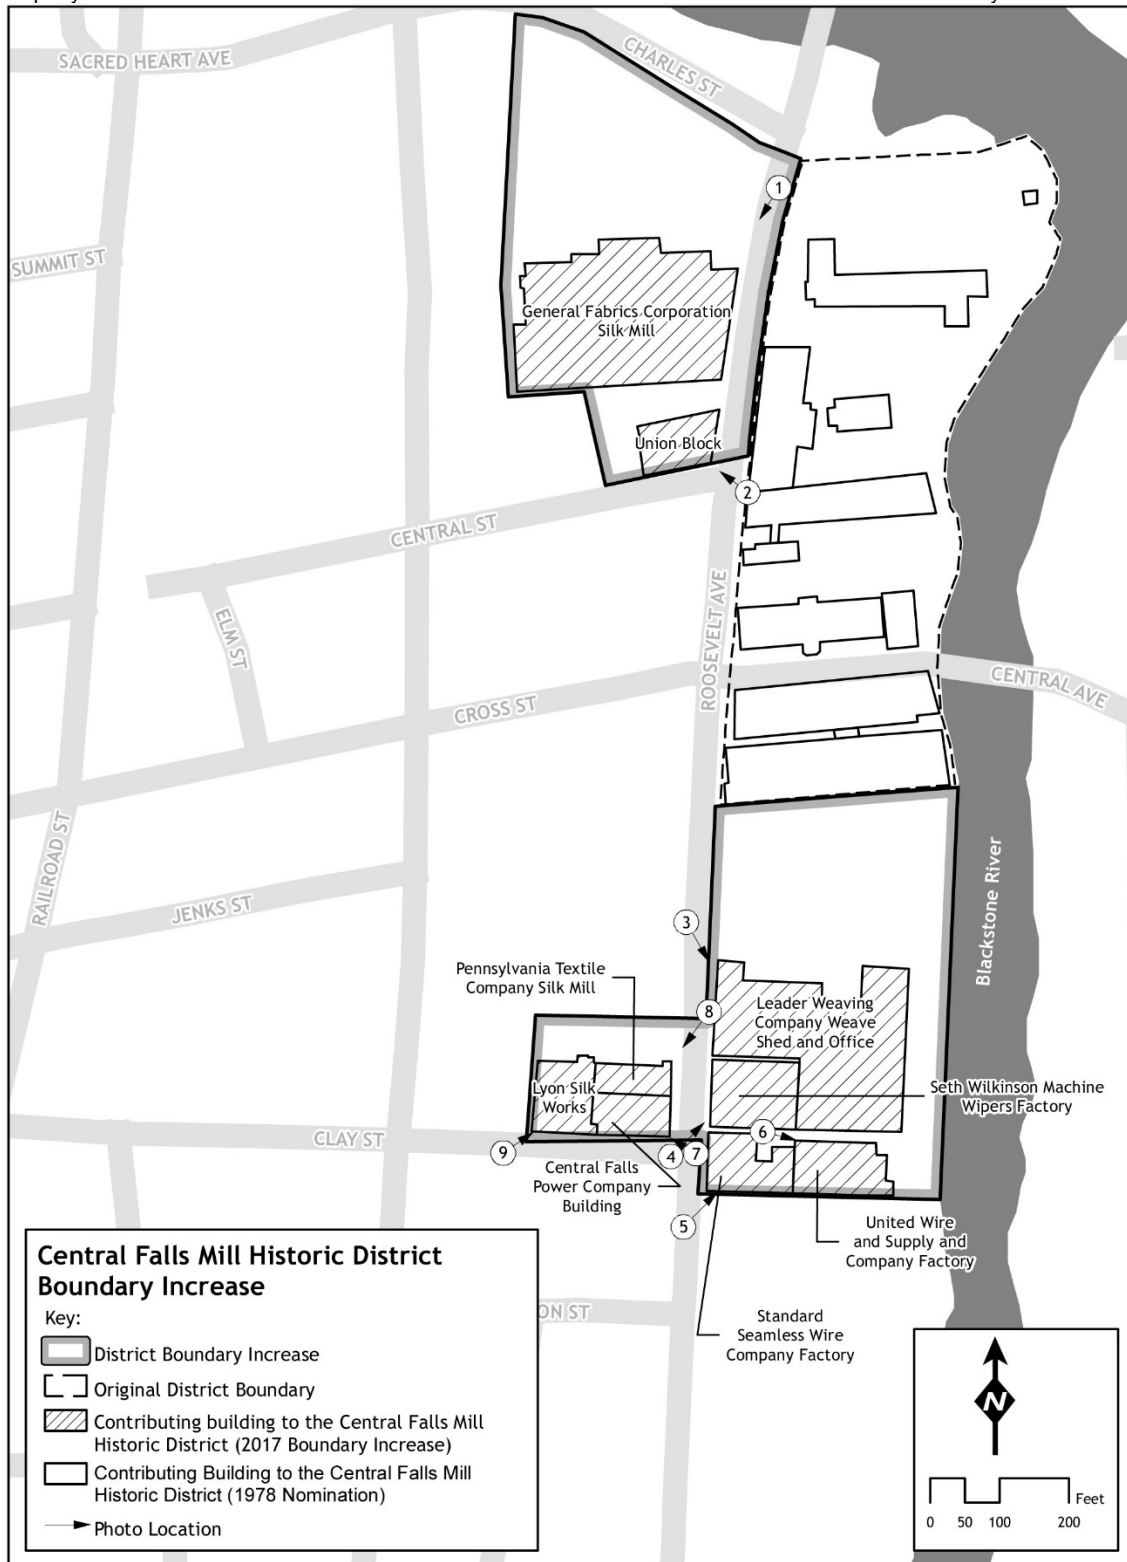 SACRED HEART AVE
CHARLES ST
1
SUMMIT ST
General Fabrics Corporation
Silk Mill
Union Block
2
CENTRAL ST
ELM ST
ROOSEVELT AVE
CROSS ST
CENTRAL AVE
RAILROAD ST
JENKS ST
Blackstone River
3
Pennsylvania Textile
Company Silk Mill
8
Leader Weaving
Company Weave
Shed and Office
Lyon Silk
Works
Seth Wilkinson Machine
Wipers Factory
CLAY ST
9
4
7
6
Central Falls
Power Company
Building
5
United Wire
and Supply and
Company Factory
ON ST
Standard
Seamless Wire
Company Factory
Central Falls Mill Historic District
Boundary Increase
Key:
District Boundary Increase
Original District Boundary
Contributing building to the Central Falls Mill
Historic District (2017 Boundary Increase)
Contributing Building to the Central Falls Mill
Historic District (1978 Nomination)
Photo Location
N
Feet
0 50 100 200